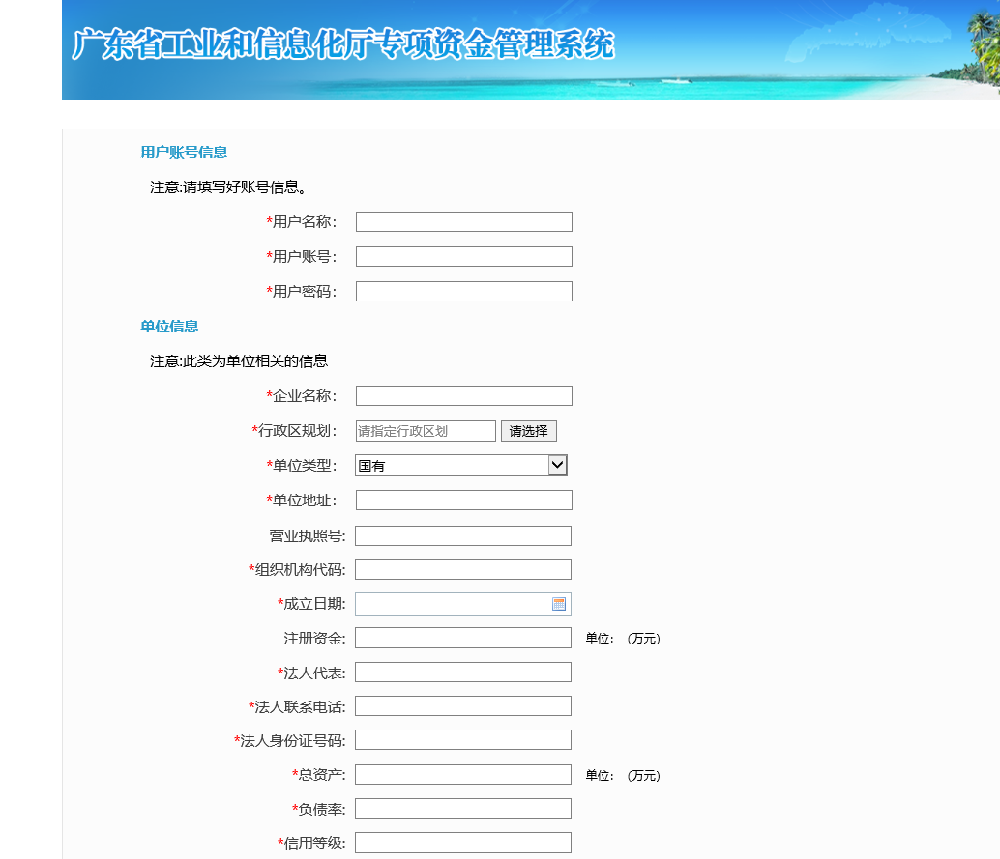 广东省工业和信息化厅专项资金管理系统
用户账号信息
注意:请填写好账号信息。
*用户名称：
*用户账号：
*用户密码：
单位信息
注意:此类为单位相关的信息
*企业名称：
*行政区规划： 请指定行政区划 请选择
*单位类型： 国有
*单位地址：
营业执照号:
*组织机构代码:
*成立日期:
注册资金: 单位： (万元)
*法人代表:
*法人联系电话:
*法人身份证号码:
*总资产: 单位： (万元)
*负债率:
*信用等级: